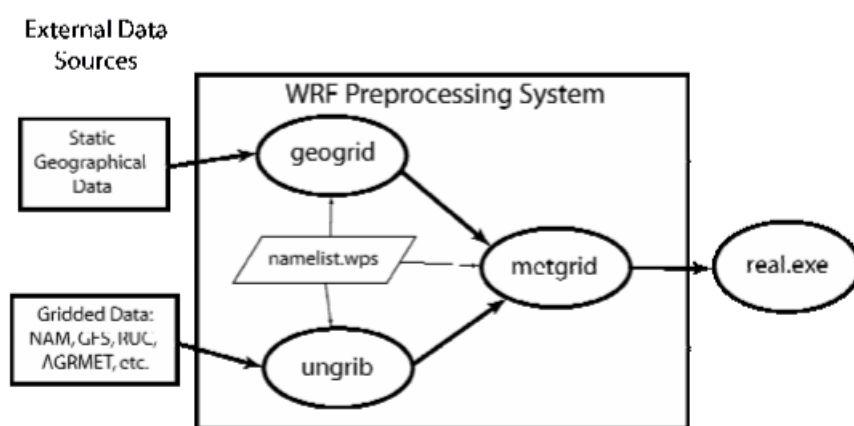 External Data
Sources
WRF Preprocessing System
Static
Geographical
Data
geogrid
namelist.wps
metgrid
real.exe
Gridded Data:
NAM, GFS, RUC,
AGRMET, etc.
ungrib